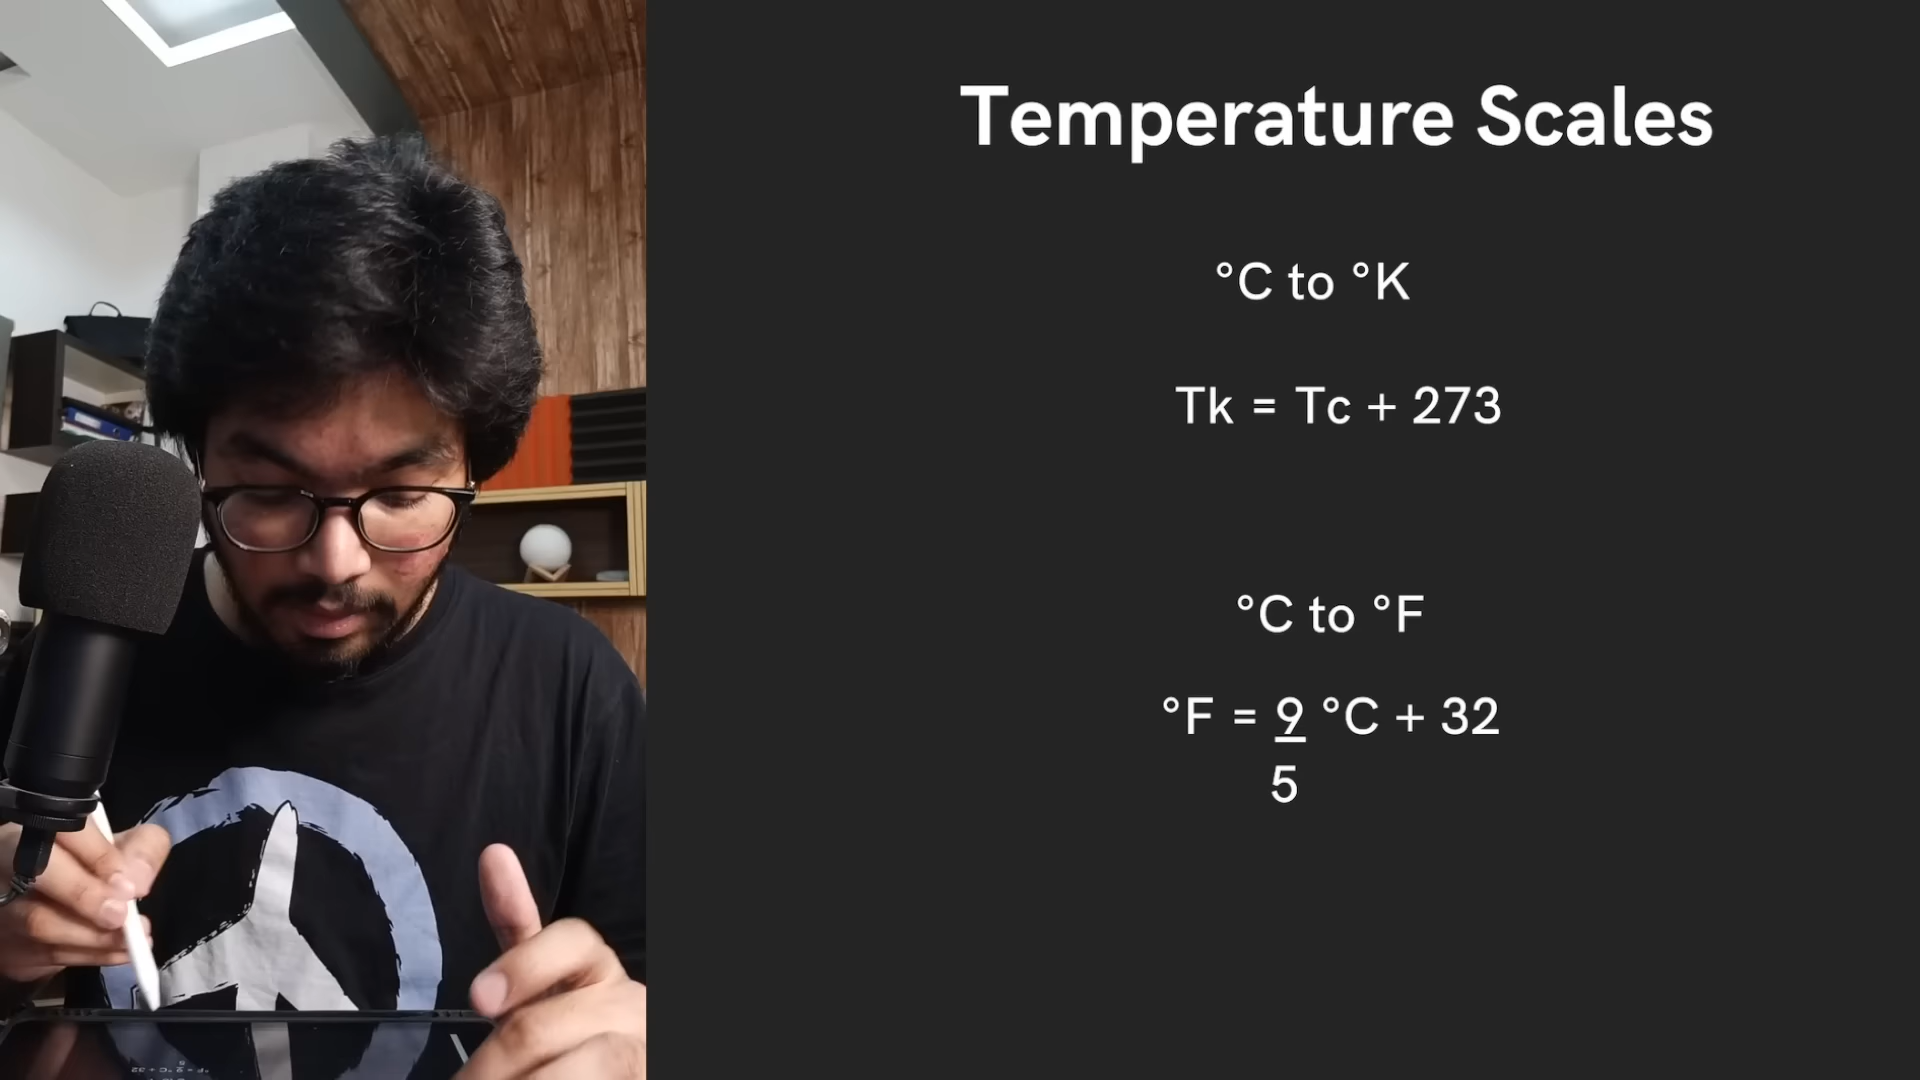 Temperature Scales
°C to °K
Tk = Tc + 273
°C to °F
°F = 9 °C + 32
5